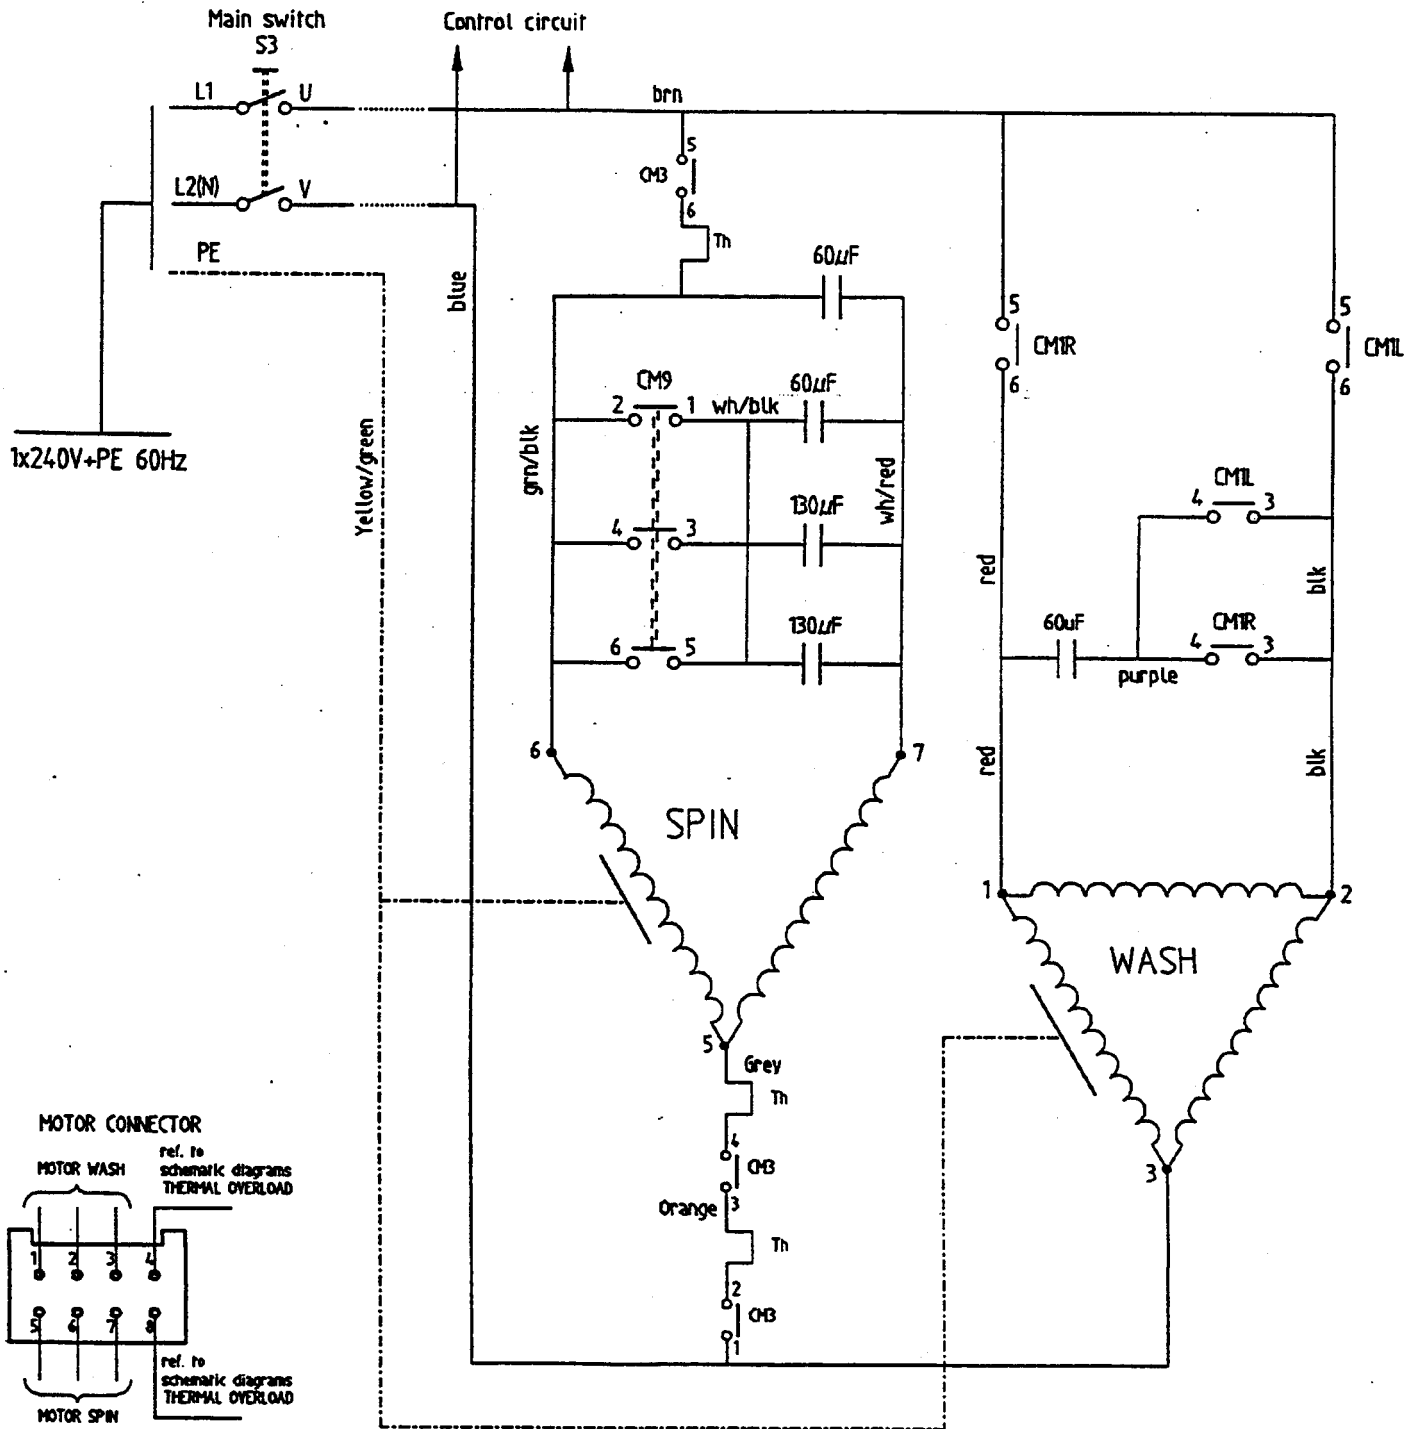 Main switch
S3
Control circuit
L1
U
brn
L2(N)
V
PE
5
CM3
6
Th
60µF
blue
1x240V+PE 60Hz
Yellow/green
CM9
2
1
wh/blk
60µF
grn/blk
wh/red
4
3
130µF
6
5
130µF
5
CM1R
6
5
CM1L
6
CM1L
4
3
red
blk
60uF
CM1R
4
3
purple
red
blk
6
7
SPIN
1
2
WASH
5
Grey
Th
4
CM3
3
Orange
Th
2
CM3
1
3
MOTOR CONNECTOR
MOTOR WASH
ref. to
schematic diagrams
THERMAL OVERLOAD
1 2 3 4
5 6 7 8
ref. to
schematic diagrams
THERMAL OVERLOAD
MOTOR SPIN